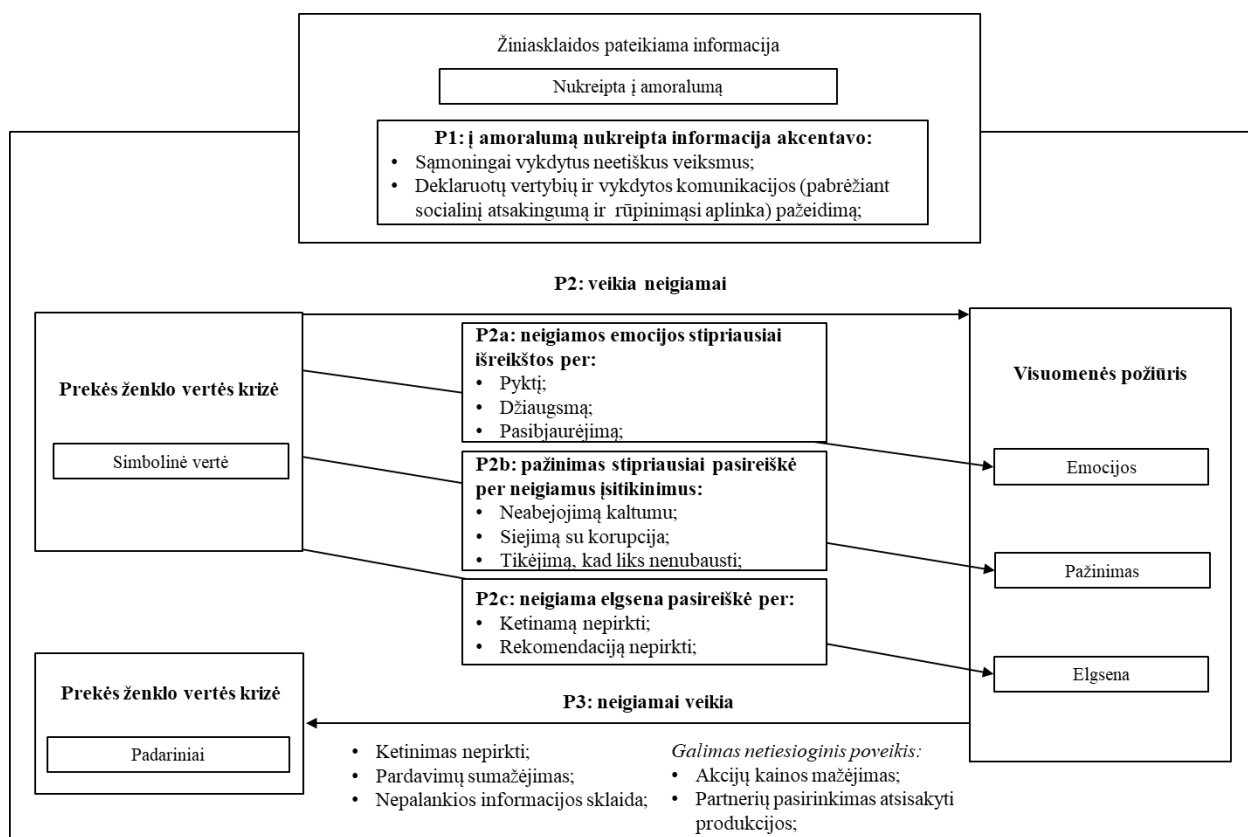 Žiniasklaidos pateikiama informacija
Nukreipta į amoralumą
P1: į amoralumą nukreipta informacija akcentavo:
• Sąmoningai vykdytus neetiškus veiksmus;
• Deklaruotų vertybių ir vykdytos komunikacijos (pabrėžiant
socialinį atsakingumą ir rūpinimąsi aplinka) pažeidimą;
P2: veikia neigiamai
Prekės ženklo vertės krizė
Simbolinė vertė
P2a: neigiamos emocijos stipriausiai
išreikštos per:
• Pyktį;
• Džiaugsmą;
• Pasibjaurėjimą;
P2b: pažinimas stipriausiai pasireiškė
per neigiamus įsitikinimus:
• Neabejojimą kaltumu;
• Siejimą su korupcija;
• Tikėjimą, kad liks nenubausti;
P2c: neigiama elgsena pasireiškė per:
• Ketinamą nepirkti;
• Rekomendaciją nepirkti;
Visuomenės požiūris
Emocijos
Pažinimas
Elgsena
Prekės ženklo vertės krizė
Padariniai
P3: neigiamai veikia
• Ketinimas nepirkti;
• Pardavimų sumažėjimas;
• Nepalankios informacijos sklaida;
Galimas netiesioginis poveikis:
• Akcijų kainos mažėjimas;
• Partnerių pasirinkimas atsisakyti
produkcijos;